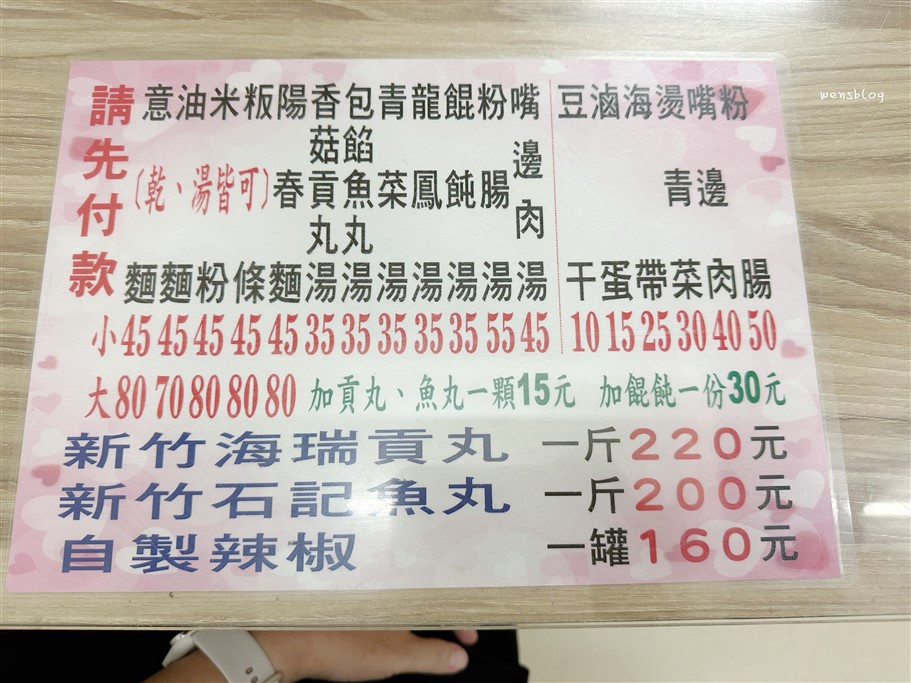 請先付款
意麵
油麵
米粉
粄條
(乾、湯皆可)
陽春麵
香菇貢丸湯
包餡魚丸湯
青菜湯
龍鳳湯
餛飩湯
粉腸湯
嘴邊肉湯
豆干
滷蛋
海帶
燙青菜
嘴邊肉
粉腸
小 45 45 45 45 45 35 35 35 35 35 55 45 10 15 25 30 40 50
大 80 70 80 80 80 加貢丸、魚丸一顆15元 加餛飩一份30元
新竹海瑞貢丸 一斤220元
新竹石記魚丸 一斤200元
自製辣椒 一罐160元
wensblog